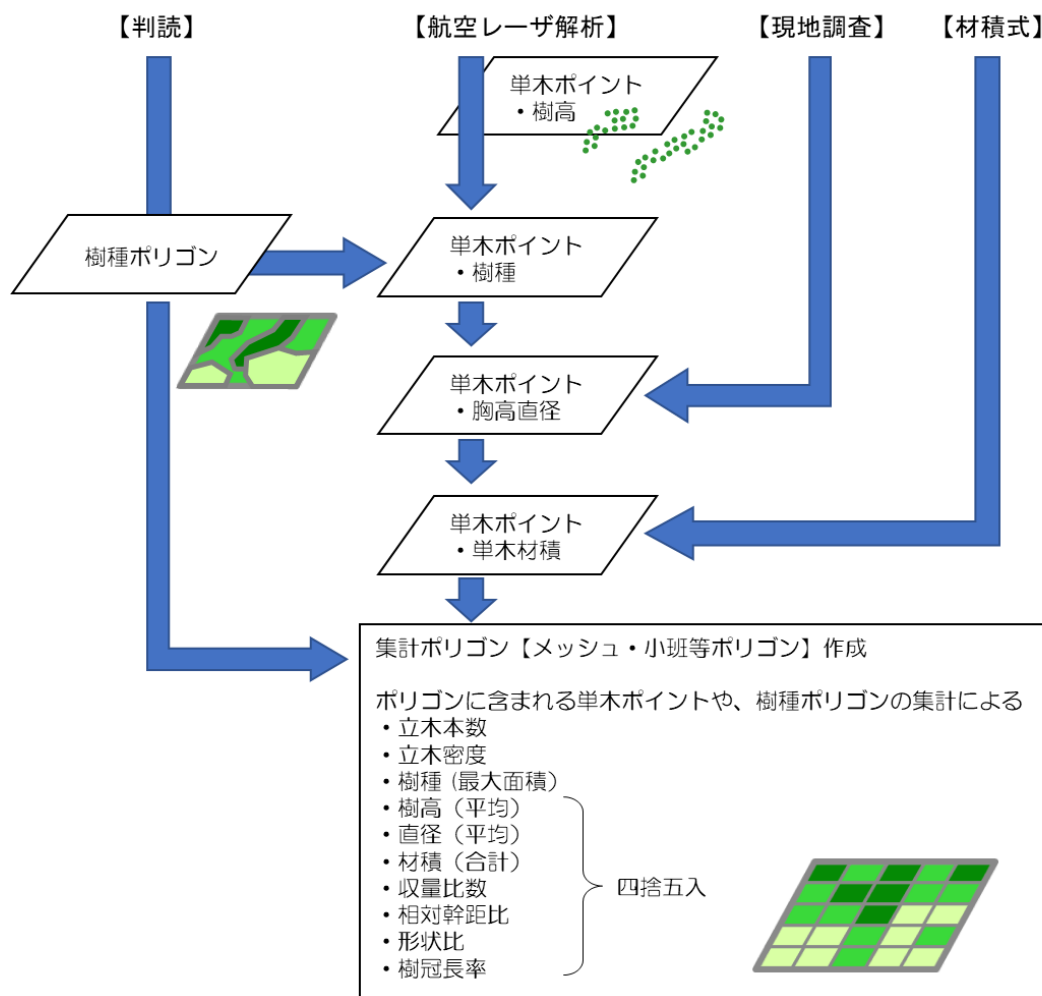 【判読】
【航空レーザ解析】
【現地調査】
【材積式】
単木ポイント
・樹高
樹種ポリゴン
単木ポイント
・樹種
単木ポイント
・胸高直径
単木ポイント
・単木材積
集計ポリゴン【メッシュ・小班等ポリゴン】作成
ポリゴンに含まれる単木ポイントや、樹種ポリゴンの集計による
・立木本数
・立木密度
・樹種（最大面積）
・樹高（平均）
・直径（平均）
・材積（合計）
・収量比数
・相対幹距比
・形状比
・樹冠長率
四捨五入